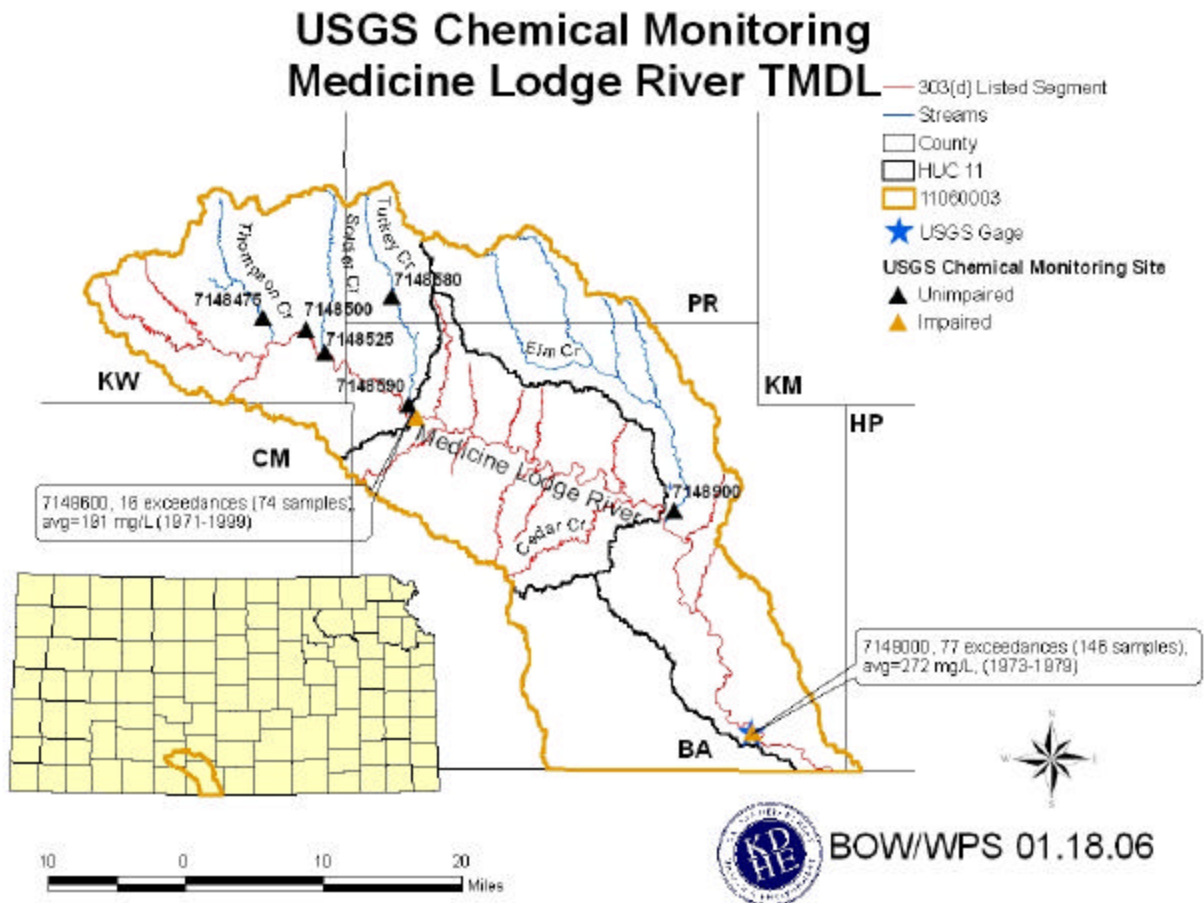 USGS Chemical Monitoring
Medicine Lodge River TMDL
303(d) Listed Segment
Streams
County
HUC 11
11060003
USGS Gage
USGS Chemical Monitoring Site
Unimpaired
Impaired
Thompson Cr
Soldier Cr
Turkey Cr
7148475
7148500
7148525
7148580
7148590
PR
Elm Cr
KW
KM
HP
CM
Medicine Lodge River
7148900
Cedar Cr
7148600, 16 exceedances (74 samples),
avg=191 mg/L (1971-1999)
7149000, 77 exceedances (146 samples),
avg=272 mg/L, (1973-1979)
BA
N
W
E
S
KD
HE
BOW/WPS 01.18.06
10 0 10 20
Miles